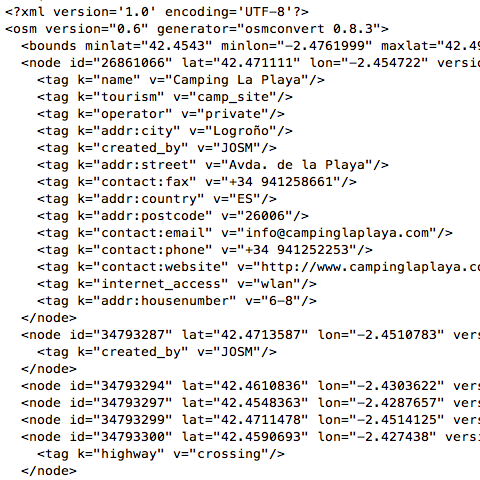 <?xml version='1.0' encoding='UTF-8'?>
<osm version="0.6" generator="osmconvert 0.8.3">
<bounds minlat="42.4543" minlon="-2.4761999" maxlat="42.49
<node id="26861066" lat="42.471111" lon="-2.454722" versio
<tag k="name" v="Camping La Playa"/>
<tag k="tourism" v="camp_site"/>
<tag k="operator" v="private"/>
<tag k="addr:city" v="Logroño"/>
<tag k="created_by" v="JOSM"/>
<tag k="addr:street" v="Avda. de la Playa"/>
<tag k="contact:fax" v="+34 941258661"/>
<tag k="addr:country" v="ES"/>
<tag k="addr:postcode" v="26006"/>
<tag k="contact:email" v="info@campinglaplaya.com"/>
<tag k="contact:phone" v="+34 941252253"/>
<tag k="contact:website" v="http://www.campinglaplaya.co
<tag k="internet_access" v="wlan"/>
<tag k="addr:housenumber" v="6-8"/>
</node>
<node id="34793287" lat="42.4713587" lon="-2.4510783" vers
<tag k="created_by" v="JOSM"/>
</node>
<node id="34793294" lat="42.4610836" lon="-2.4303622" vers
<node id="34793297" lat="42.4548363" lon="-2.4287657" vers
<node id="34793299" lat="42.4711478" lon="-2.4514125" vers
<node id="34793300" lat="42.4590693" lon="-2.427438" versi
<tag k="highway" v="crossing"/>
</node>